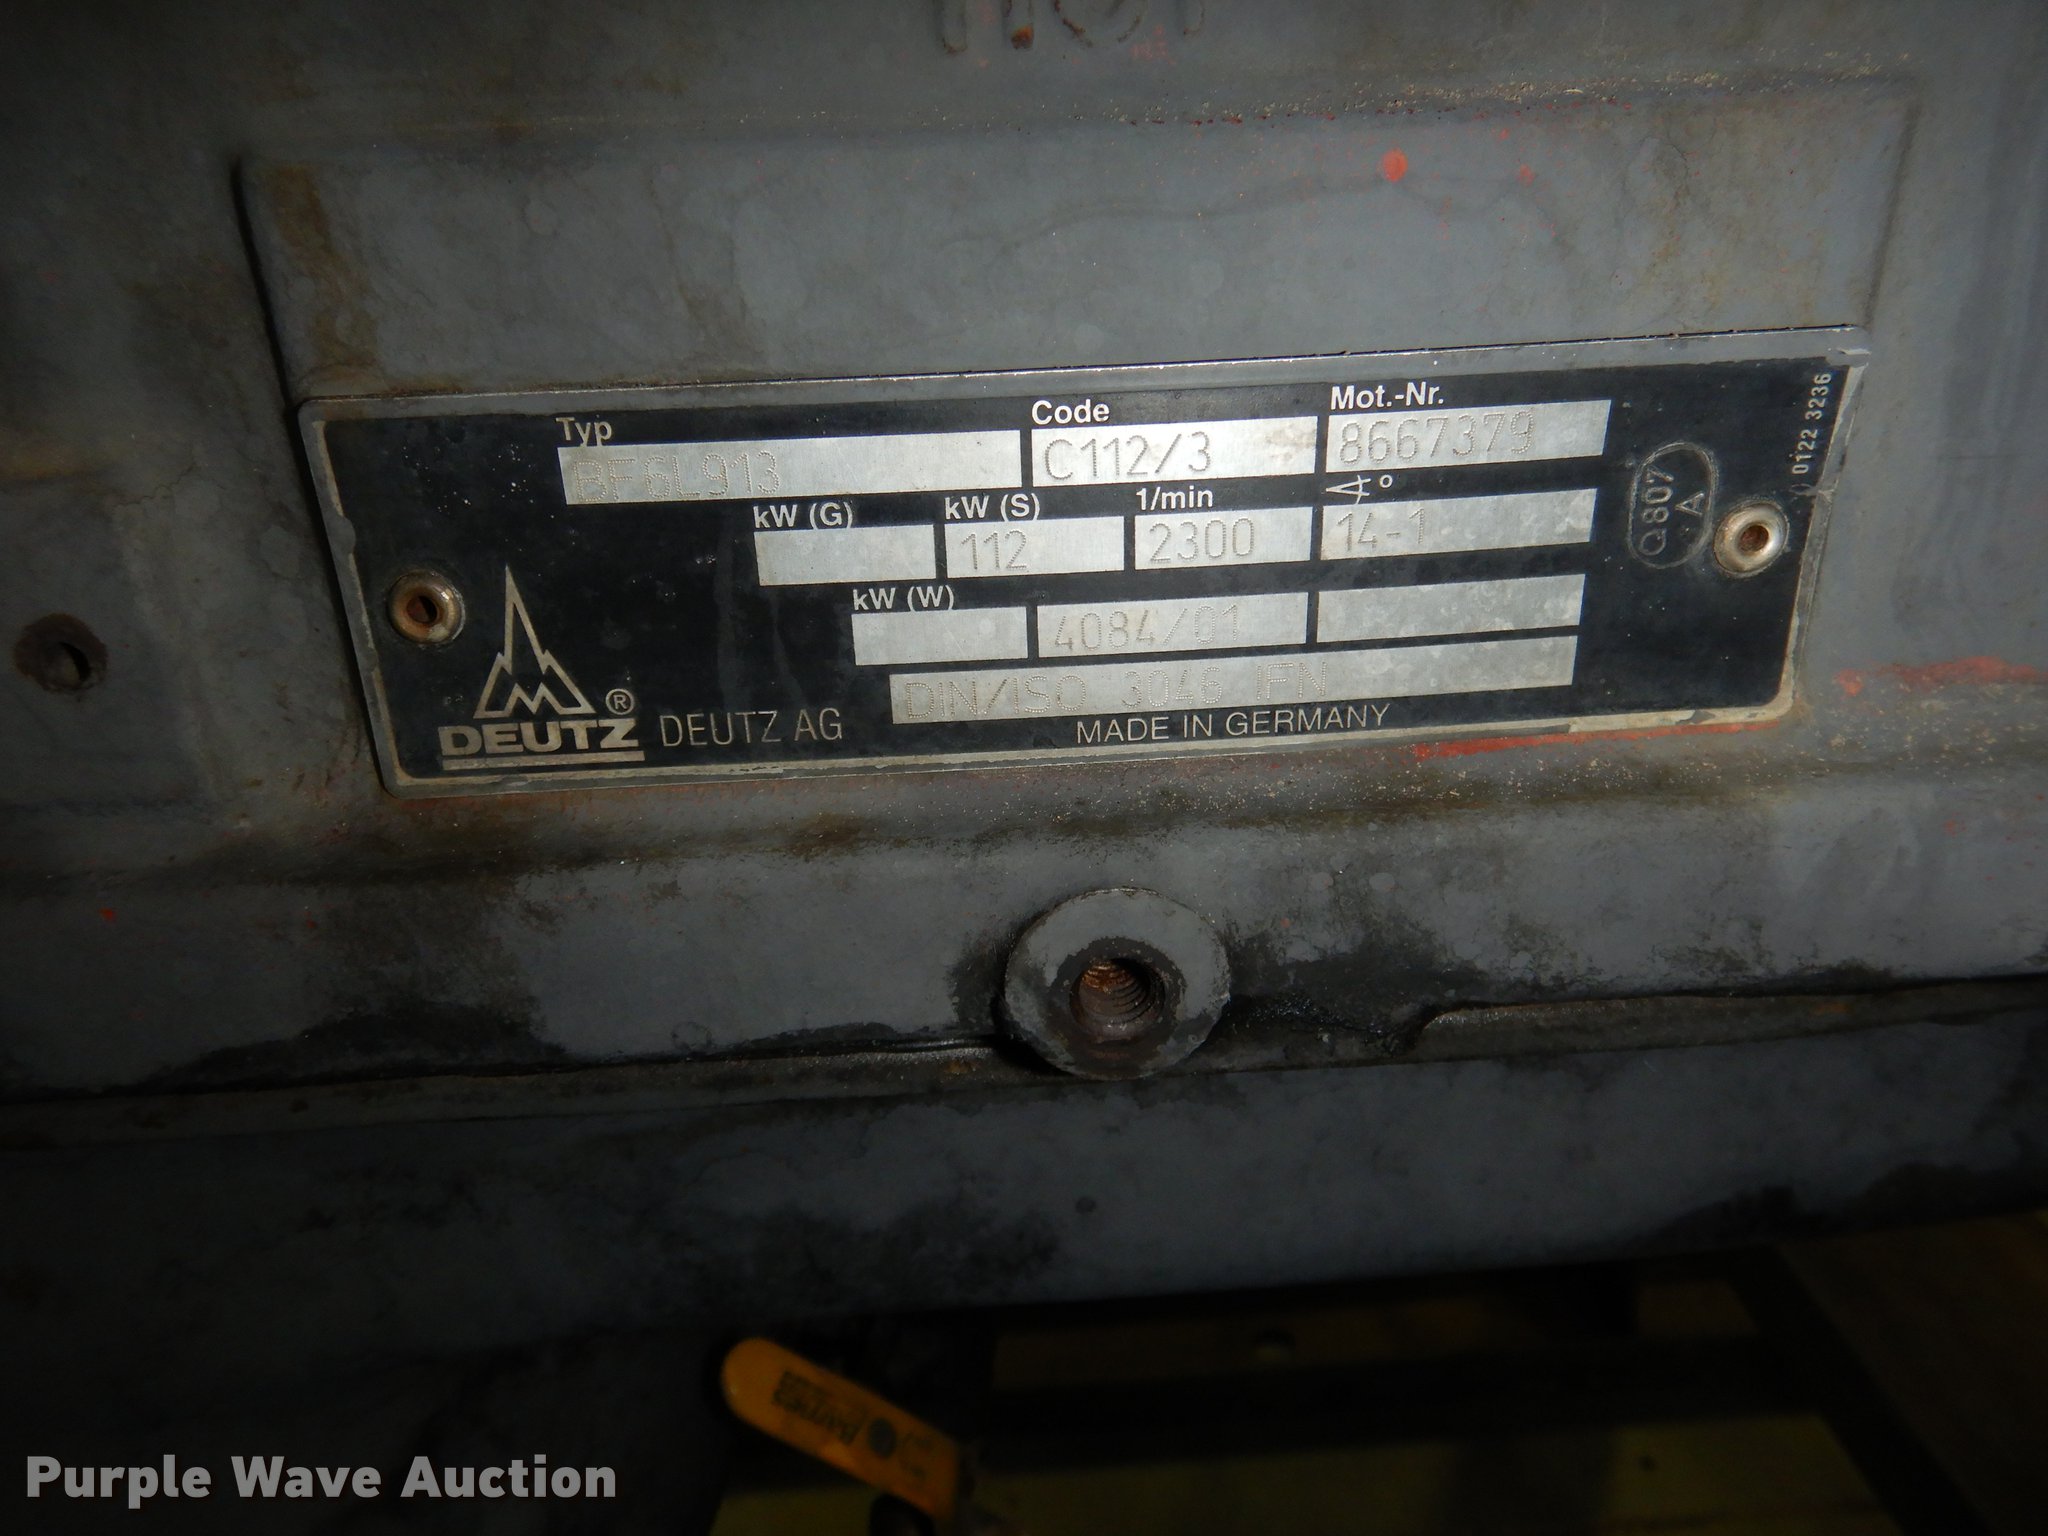 Typ Code Mot.-Nr.
BF6L913 C112/3 8667379
kW (G) kW (S) 1/min °
112 2300 14-1
kW (W)
4084/01
DIN/ISO 3046 IFN
DEUTZ ® DEUTZ AG MADE IN GERMANY
Q807
A
0122 3236
Purple Wave Auction